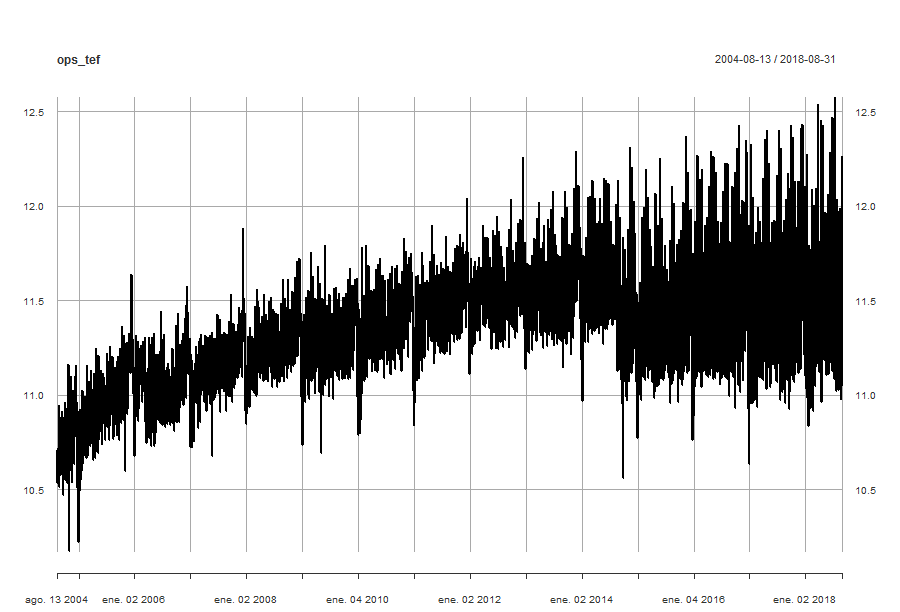 ops_tef
2004-08-13 / 2018-08-31
12.5
12.5
12.0
12.0
11.5
11.5
11.0
11.0
10.5
10.5
ago. 13 2004
ene. 02 2006
ene. 02 2008
ene. 04 2010
ene. 02 2012
ene. 02 2014
ene. 04 2016
ene. 02 2018